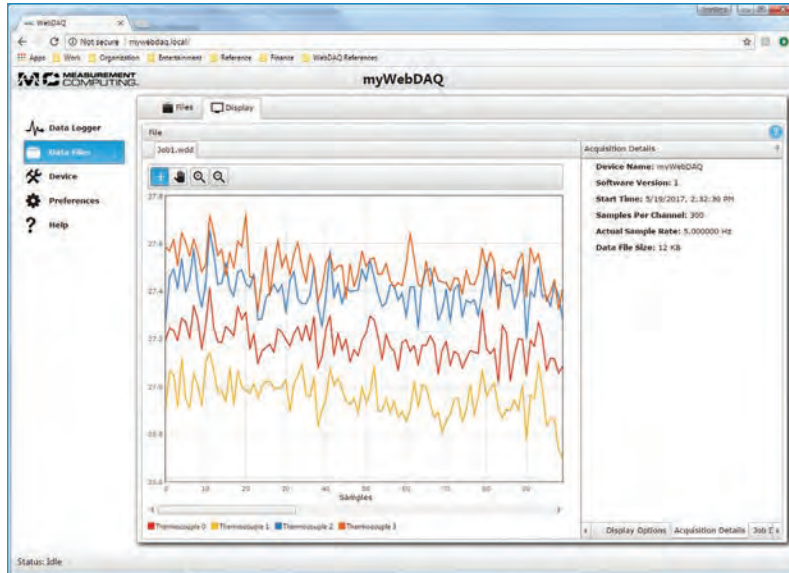 WebDAQ
Not secure mywebdaq.local/
Apps Work Organization Entertainment Reference Finance WebDAQ References
MEASUREMENT
COMPUTING.
myWebDAQ
Files Display
Data Logger
Data Files
Device
Preferences
Help
File
Job1.wdd
Acquisition Details
Device Name: myWebDAQ
Software Version: 1
Start Time: 5/19/2017, 2:32:30 PM
Samples Per Channel: 300
Actual Sample Rate: 5.000000 Hz
Data File Size: 12 KB
27.8
27.6
27.4
27.2
27.0
26.8
26.6
0 10 20 30 40 50 60 70 80 90
Samples
Thermocouple 0 Thermocouple 1 Thermocouple 2 Thermocouple 3
Display Options Acquisition Details Job
Status: Idle